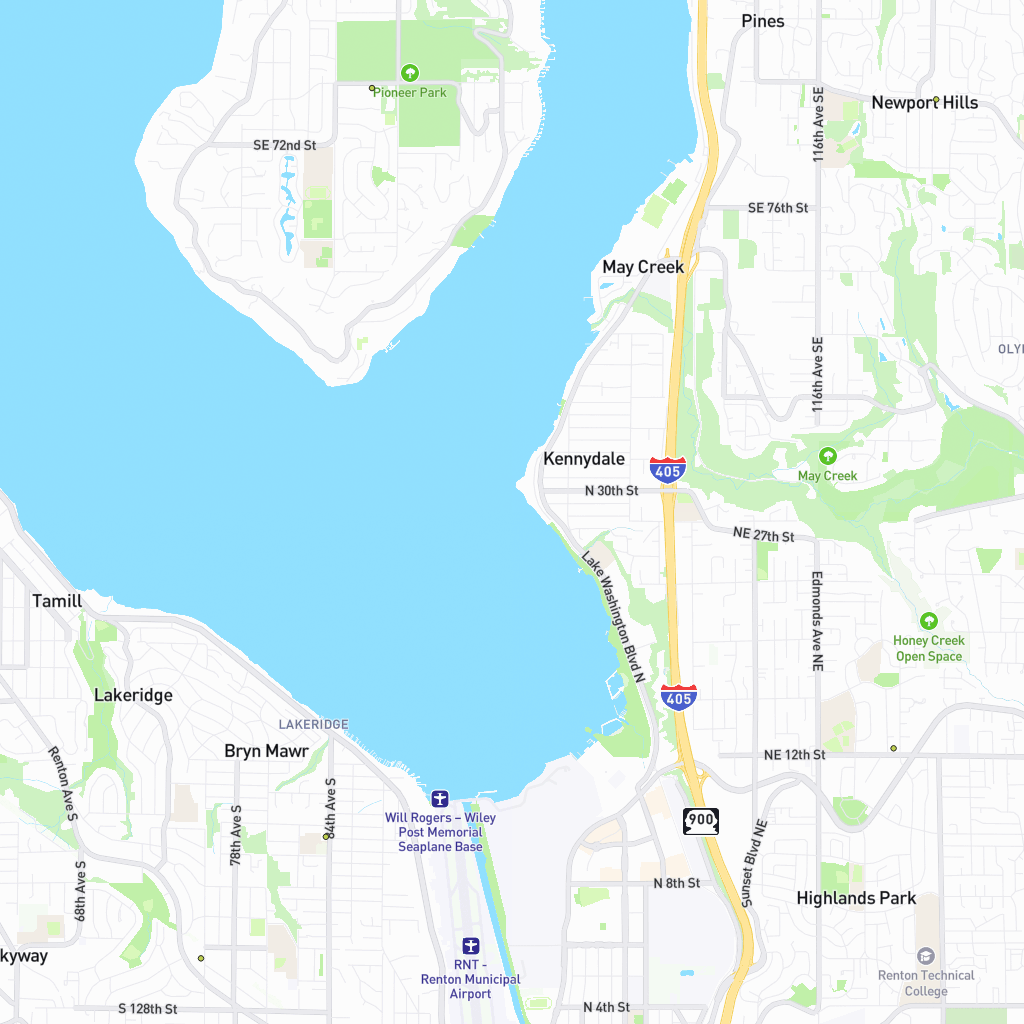 Pines
Pioneer Park
Newport Hills
116th Ave SE
SE 72nd St
SE 76th St
May Creek
116th Ave SE
OLY
Kennydale
405
May Creek
N 30th St
NE 27th St
Lake Washington Blvd N
Edmonds Ave NE
Tamill
Honey Creek
Open Space
Lakeridge
405
LAKERIDGE
Bryn Mawr
NE 12th St
Renton Ave S
84th Ave S
78th Ave S
Will Rogers – Wiley
Post Memorial
Seaplane Base
900
Sunset Blvd NE
68th Ave S
N 8th St
Highlands Park
kyway
RNT -
Renton Municipal
Airport
Renton Technical
College
S 128th St
N 4th St